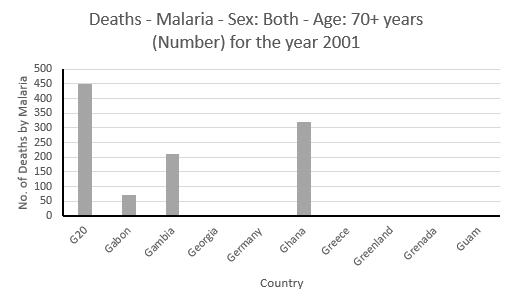 Deaths - Malaria - Sex: Both - Age: 70+ years
(Number) for the year 2001
No. of Deaths by Malaria
500
450
400
350
300
250
200
150
100
50
0
G20
Gabon
Gambia
Georgia
Germany
Ghana
Greece
Greenland
Grenada
Guam
Country